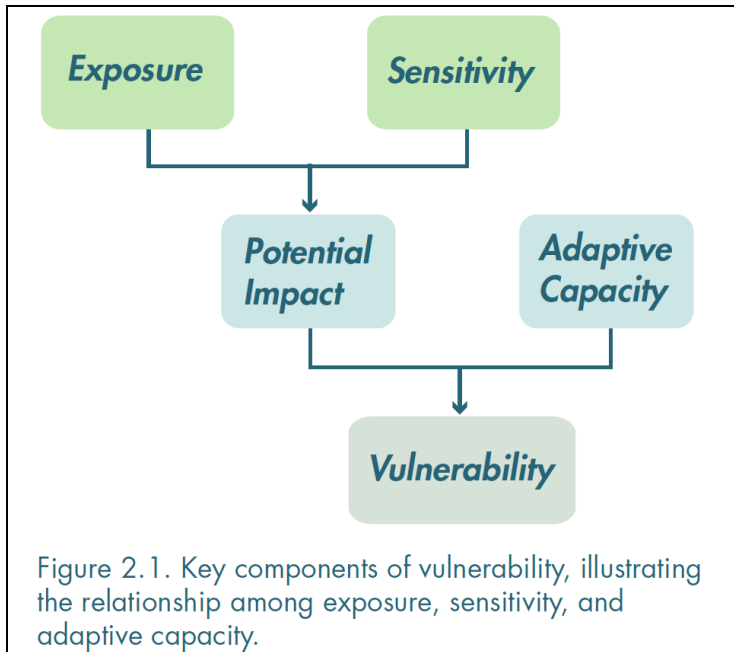 Exposure
Sensitivity
Potential
Impact
Adaptive
Capacity
Vulnerability
Figure 2.1. Key components of vulnerability, illustrating
the relationship among exposure, sensitivity, and
adaptive capacity.